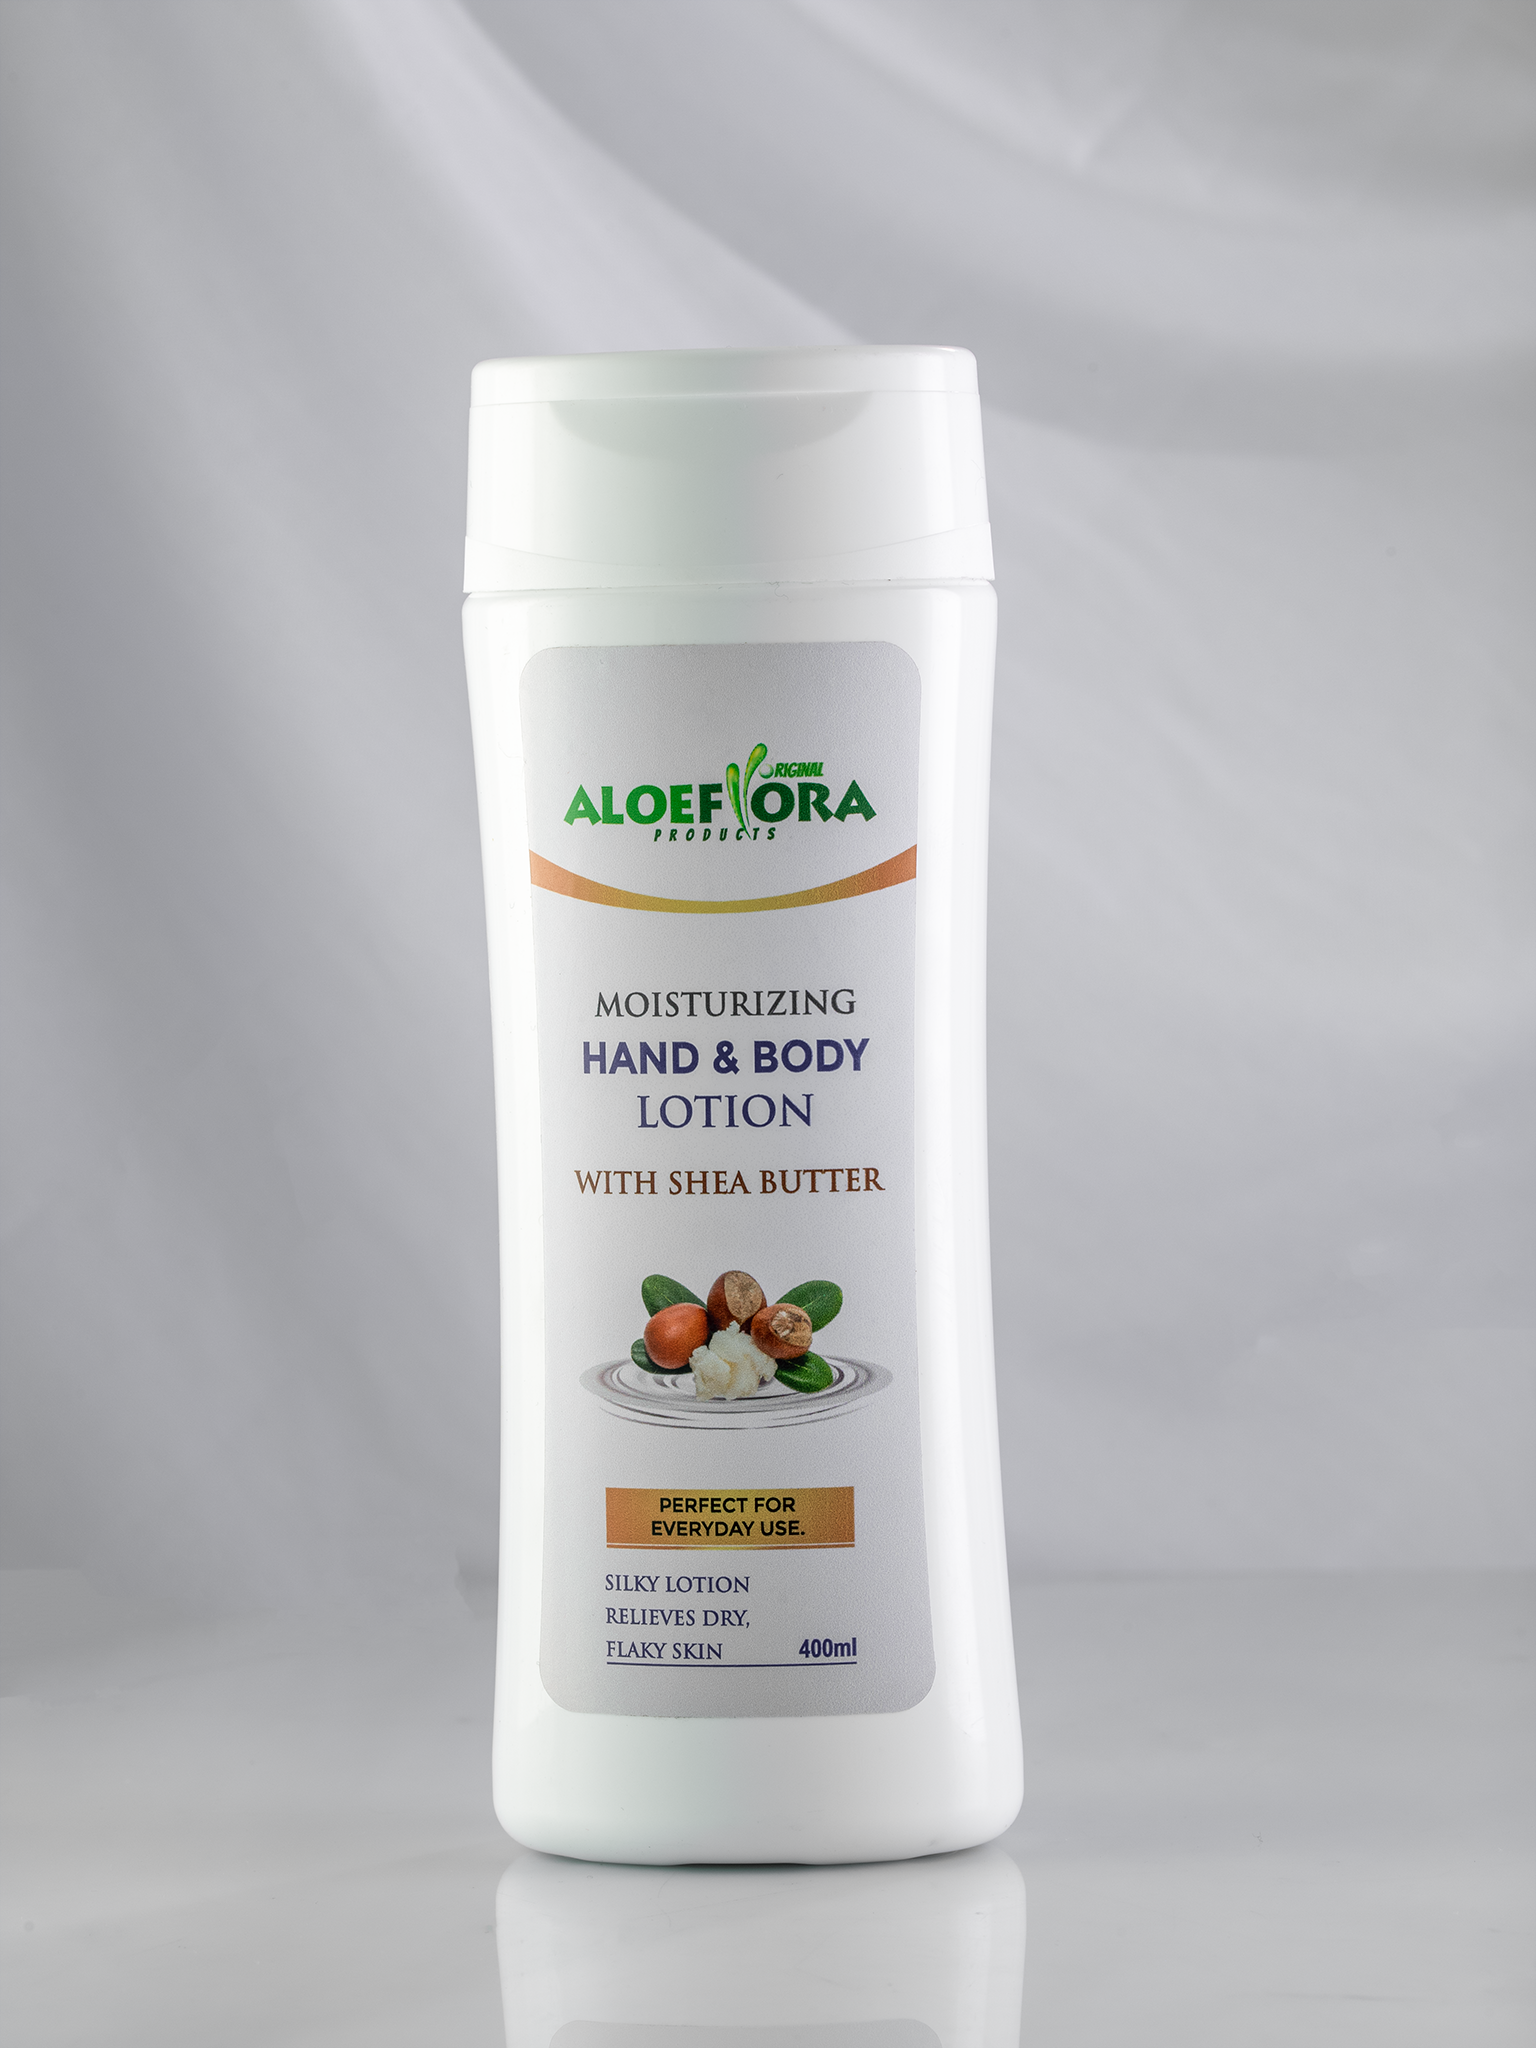 ORIGINAL
ALOEFLORA
PRODUCTS
MOISTURIZING
HAND & BODY
LOTION
WITH SHEA BUTTER
PERFECT FOR
EVERYDAY USE.
SILKY LOTION
RELIEVES DRY,
FLAKY SKIN 400ml